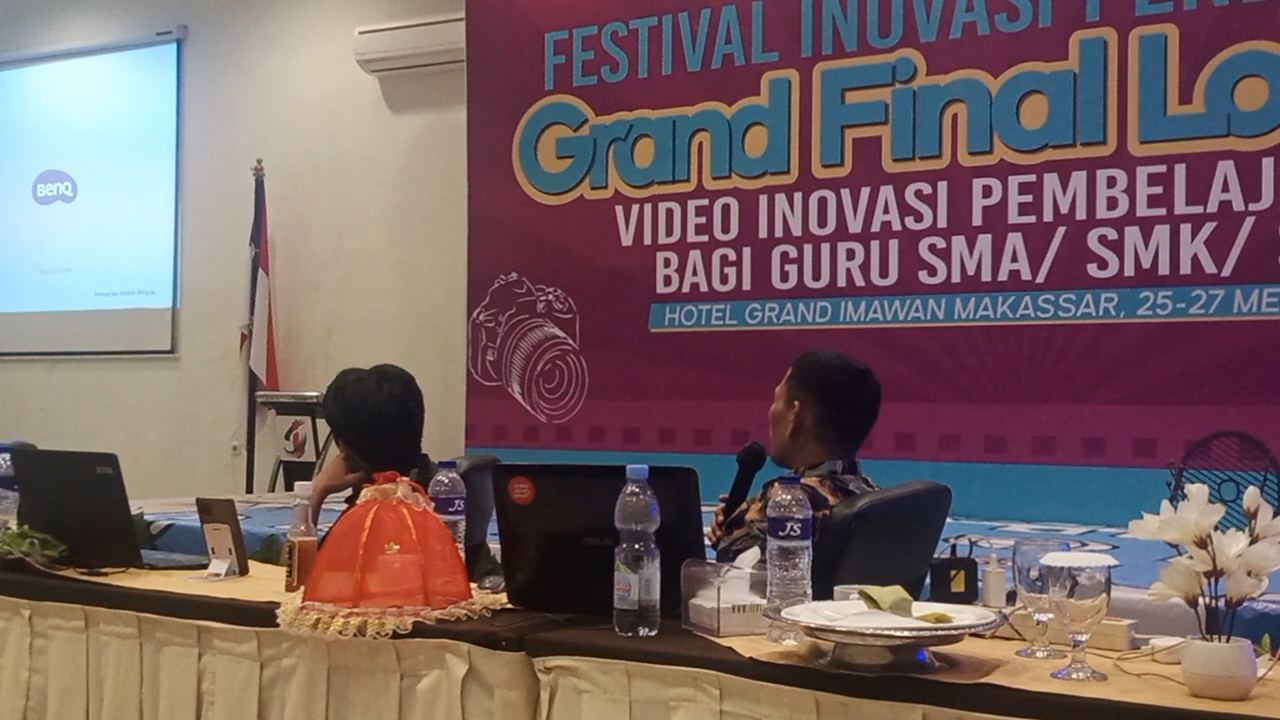 FESTIVAL INOVASI PEN
Grand Final Lo
VIDEO INOVASI PEMBELAJ
BAGI GURU SMA/ SMK/
HOTEL GRAND IMAWAN MAKASSAR, 25-27 ME
BenQ
JS
JS